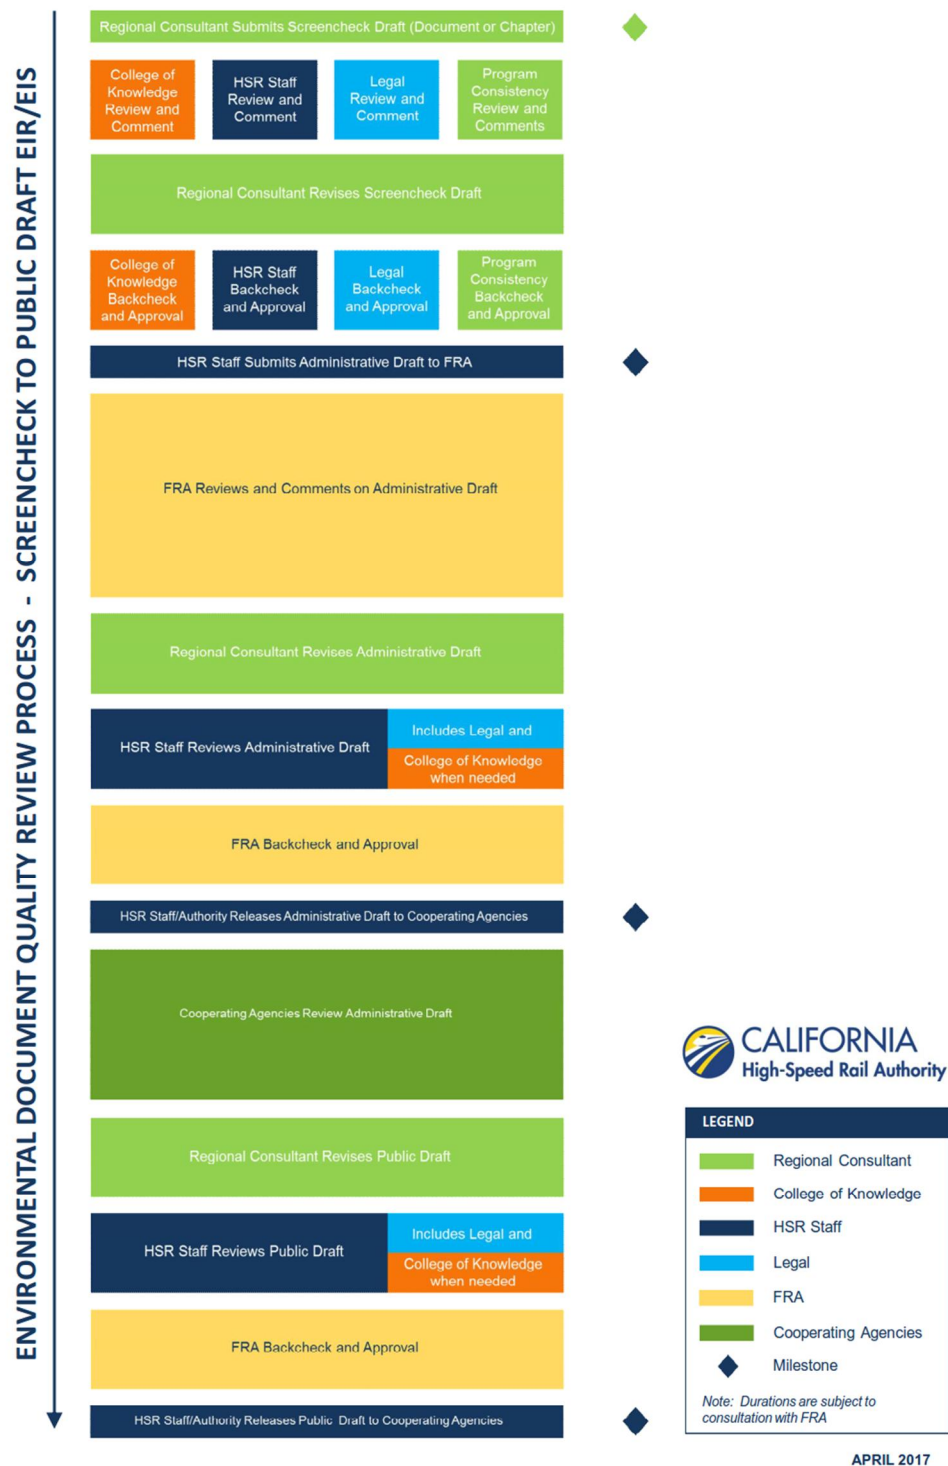 ENVIRONMENTAL DOCUMENT QUALITY REVIEW PROCESS - SCREENCHECK TO PUBLIC DRAFT EIR/EIS
Regional Consultant Submits Screencheck Draft (Document or Chapter)
College of
Knowledge
Review and
Comment
HSR Staff
Review and
Comment
Legal
Review and
Comment
Program
Consistency
Review and
Comments
Regional Consultant Revises Screencheck Draft
College of
Knowledge
Backcheck
and Approval
HSR Staff
Backcheck
and Approval
Legal
Backcheck
and Approval
Program
Consistency
Backcheck
and Approval
HSR Staff Submits Administrative Draft to FRA
FRA Reviews and Comments on Administrative Draft
Regional Consultant Revises Administrative Draft
HSR Staff Reviews Administrative Draft
Includes Legal and
College of Knowledge
when needed
FRA Backcheck and Approval
HSR Staff/Authority Releases Administrative Draft to Cooperating Agencies
Cooperating Agencies Review Administrative Draft
Regional Consultant Revises Public Draft
HSR Staff Reviews Public Draft
Includes Legal and
College of Knowledge
when needed
FRA Backcheck and Approval
HSR Staff/Authority Releases Public Draft to Cooperating Agencies
CALIFORNIA
High-Speed Rail Authority
LEGEND
Regional Consultant
College of Knowledge
HSR Staff
Legal
FRA
Cooperating Agencies
Milestone
Note: Durations are subject to
consultation with FRA
APRIL 2017